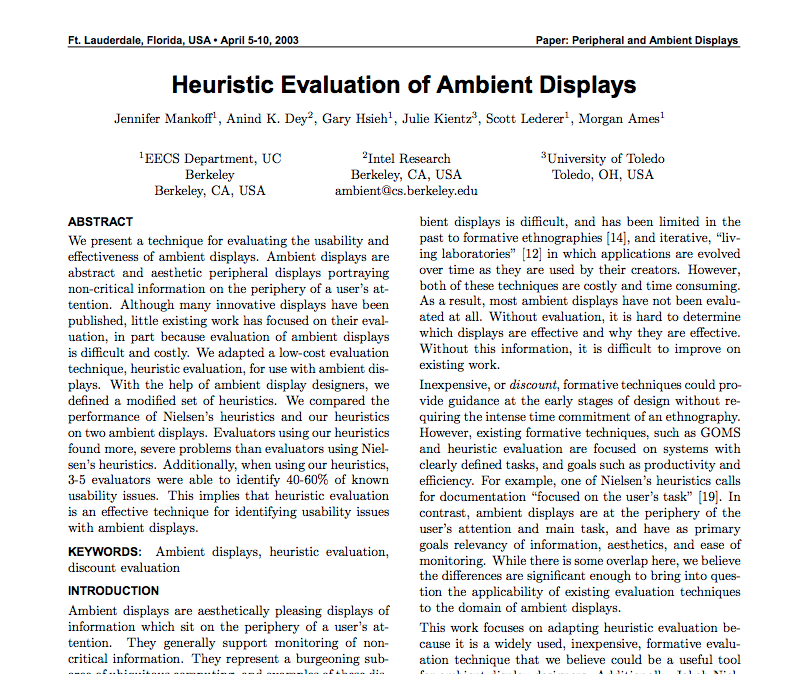 Ft. Lauderdale, Florida, USA • April 5-10, 2003
Paper: Peripheral and Ambient Displays
Heuristic Evaluation of Ambient Displays
Jennifer Mankoff1, Anind K. Dey2, Gary Hsieh1, Julie Kientz3, Scott Lederer1, Morgan Ames1
1EECS Department, UC
Berkeley
Berkeley, CA, USA
2Intel Research
Berkeley, CA, USA
ambient@cs.berkeley.edu
3University of Toledo
Toledo, OH, USA
ABSTRACT
We present a technique for evaluating the usability and
effectiveness of ambient displays. Ambient displays are
abstract and aesthetic peripheral displays portraying
non-critical information on the periphery of a user's at-
tention. Although many innovative displays have been
published, little existing work has focused on their eval-
uation, in part because evaluation of ambient displays
is difficult and costly. We adapted a low-cost evaluation
technique, heuristic evaluation, for use with ambient dis-
plays. With the help of ambient display designers, we
defined a modified set of heuristics. We compared the
performance of Nielsen's heuristics and our heuristics
on two ambient displays. Evaluators using our heuristics
found more, severe problems than evaluators using Niel-
sen's heuristics. Additionally, when using our heuristics,
3-5 evaluators were able to identify 40-60% of known
usability issues. This implies that heuristic evaluation
is an effective technique for identifying usability issues
with ambient displays.
KEYWORDS: Ambient displays, heuristic evaluation,
discount evaluation
INTRODUCTION
Ambient displays are aesthetically pleasing displays of
information which sit on the periphery of a user's at-
tention. They generally support monitoring of non-
critical information. They represent a burgeoning sub-
area of ubiquitous computing, and examples of these dis-
bient displays is difficult, and has been limited in the
past to formative ethnographies [14], and iterative, “liv-
ing laboratories” [12] in which applications are evolved
over time as they are used by their creators. However,
both of these techniques are costly and time consuming.
As a result, most ambient displays have not been evalu-
ated at all. Without evaluation, it is hard to determine
which displays are effective and why they are effective.
Without this information, it is difficult to improve on
existing work.
Inexpensive, or discount, formative techniques could pro-
vide guidance at the early stages of design without re-
quiring the intense time commitment of an ethnography.
However, existing formative techniques, such as GOMS
and heuristic evaluation are focused on systems with
clearly defined tasks, and goals such as productivity and
efficiency. For example, one of Nielsen's heuristics calls
for documentation “focused on the user's task” [19]. In
contrast, ambient displays are at the periphery of the
user's attention and main task, and have as primary
goals relevancy of information, aesthetics, and ease of
monitoring. While there is some overlap here, we believe
the differences are significant enough to bring into ques-
tion the applicability of existing evaluation techniques
to the domain of ambient displays.
This work focuses on adapting heuristic evaluation be-
cause it is a widely used, inexpensive, formative evalu-
ation technique that we believe could be a useful tool